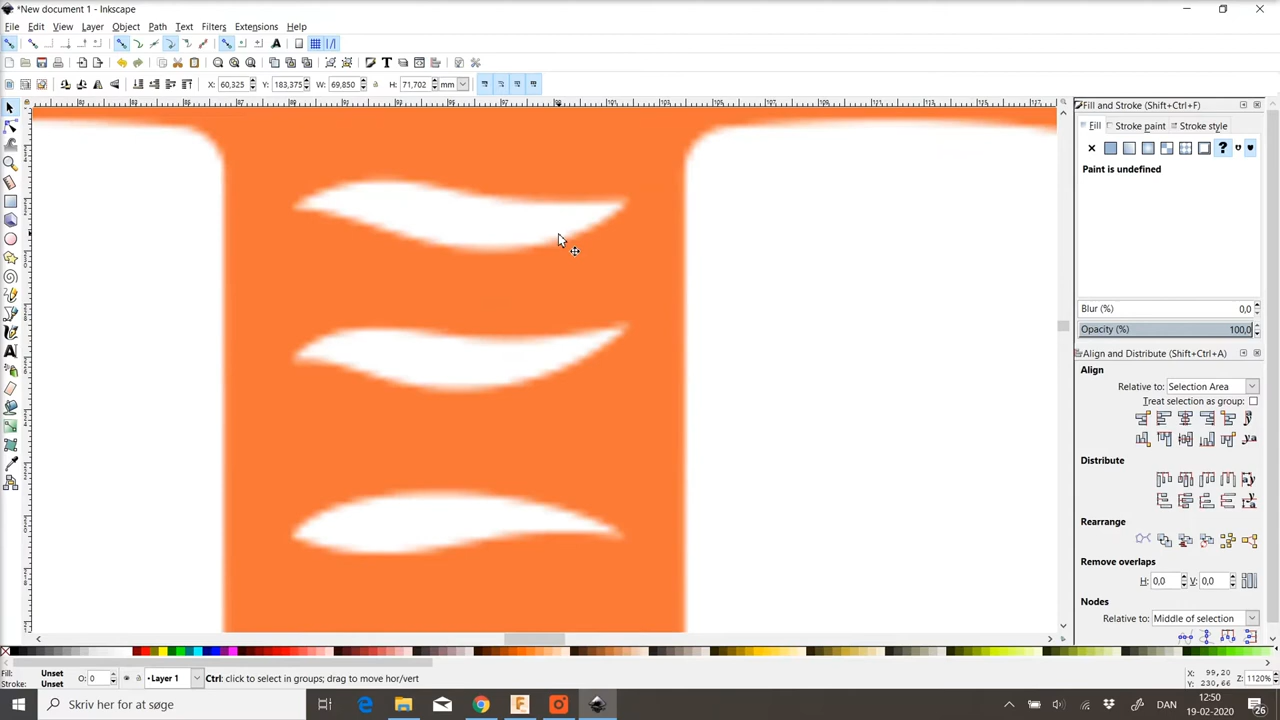 *New document 1 - Inkscape
File Edit View Layer Object Path Text Filters Extensions Help
X: 60,325 Y: 183,375 W: 69,850 H: 71,702 mm
Fill and Stroke (Shift+Ctrl+F)
Fill Stroke paint Stroke style
Paint is undefined
Blur (%) 0,0
Opacity (%) 100,0
Align and Distribute (Shift+Ctrl+A)
Align
Relative to: Selection Area
Treat selection as group:
Distribute
Rearrange
Remove overlaps
H: 0,0 V: 0,0
Nodes
Relative to: Middle of selection
Fill: Unset
Stroke: Unset
O: 0 Layer 1 Ctrl: click to select in groups; drag to move hor/vert
X: 99,20
Y: 230,66
Z: 1120%
Skriv her for at søge
DAN
12:50
19-02-2020
26